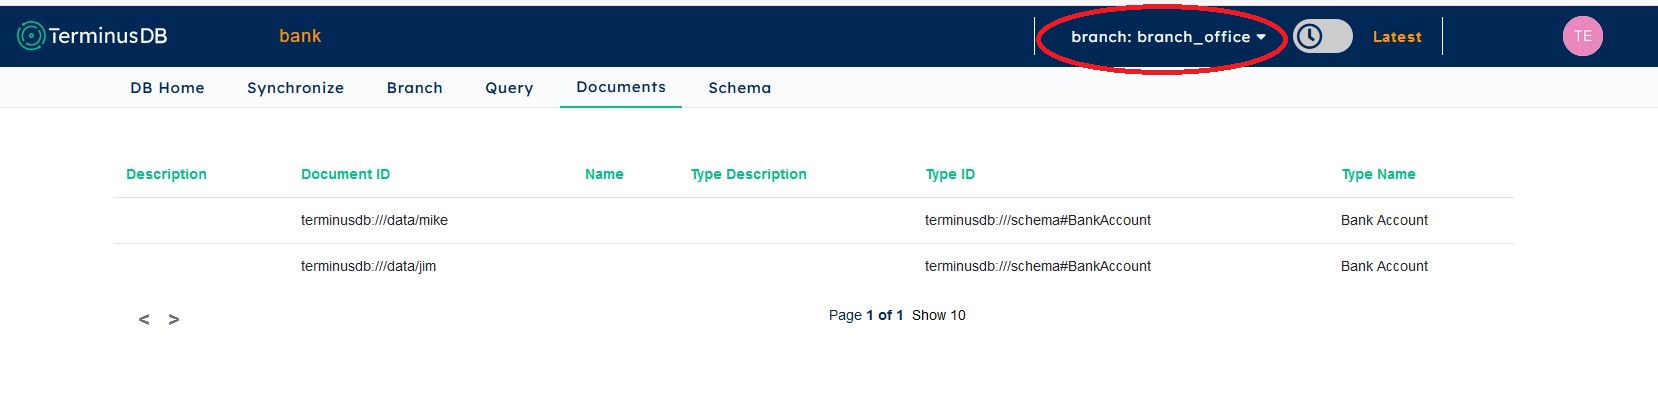 TerminusDB bank branch: branch_office Latest TE
DB Home Synchronize Branch Query Documents Schema
Description Document ID Name Type Description Type ID Type Name
terminusdb:///data/mike terminusdb:///schema#BankAccount Bank Account
terminusdb:///data/jim terminusdb:///schema#BankAccount Bank Account
< > Page 1 of 1 Show 10